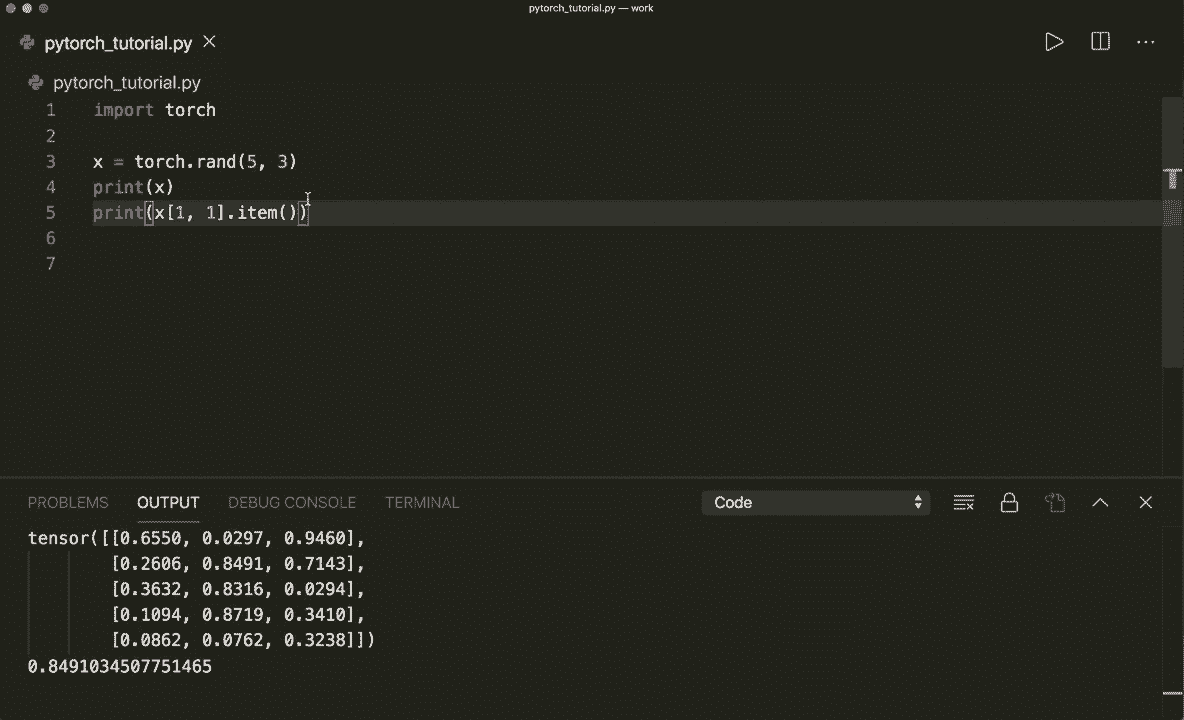 pytorch_tutorial.py — work
pytorch_tutorial.py
pytorch_tutorial.py
1 import torch
2
3 x = torch.rand(5, 3)
4 print(x)
5 print(x[1, 1].item())
6
7
PROBLEMS OUTPUT DEBUG CONSOLE TERMINAL Code
tensor([[0.6550, 0.0297, 0.9460],
[0.2606, 0.8491, 0.7143],
[0.3632, 0.8316, 0.0294],
[0.1094, 0.8719, 0.3410],
[0.0862, 0.0762, 0.3238]])
0.8491034507751465